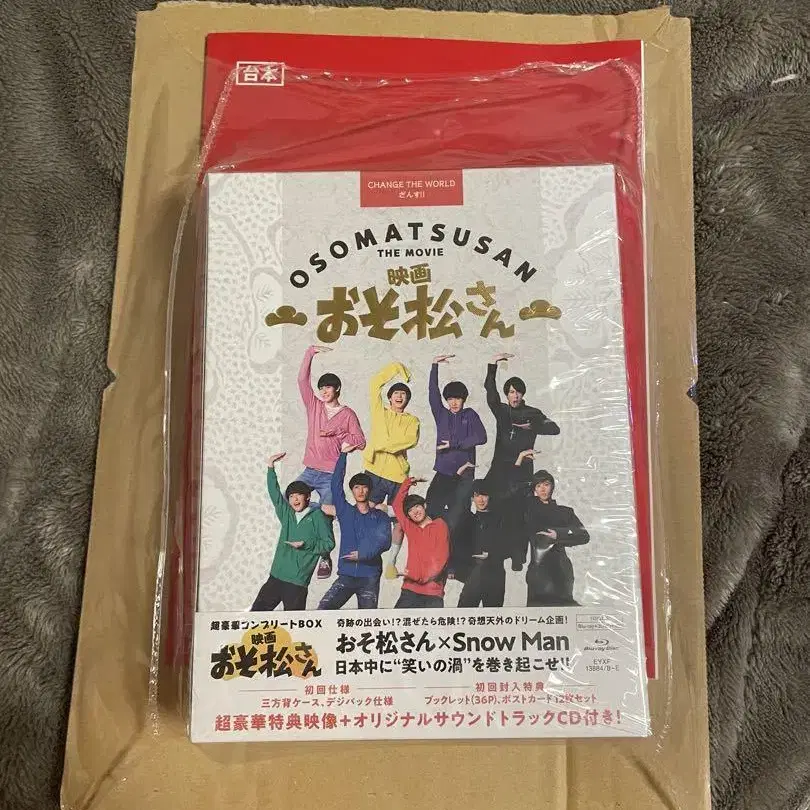 台本
CHANGE THE WORLD
ざんす!!
OSOMATSUSAN
THE MOVIE
映画
おそ松さん
超豪華コンプリートBOX
映画
おそ松さん
奇跡の出会い!?混ぜたら危険!?奇想天外のドリーム企画!
おそ松さん×Snow Man
日本中に“笑いの渦”を巻き起こせ!!
初回仕様
三方背ケース、デジパック仕様
初回封入特典
ブックレット(36P)、ポストカード12枚セット
超豪華特典映像+オリジナルサウンドトラックCD付き!
Blu-ray Disc
EYXF
13884/B~E